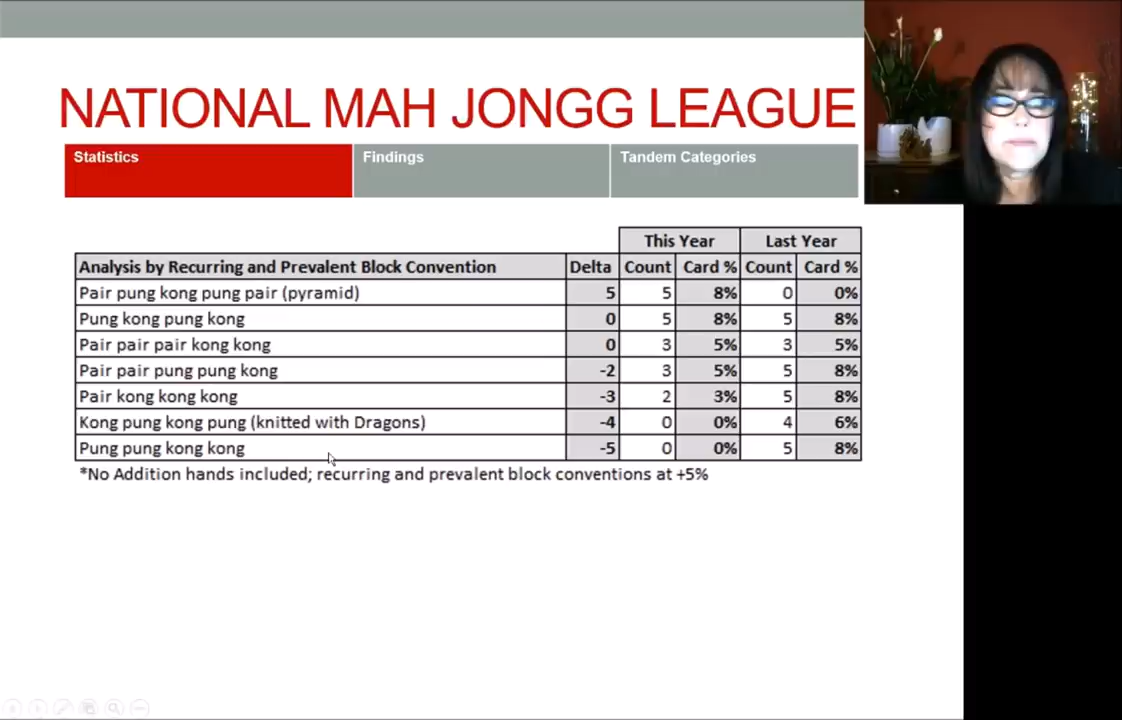 NATIONAL MAH JONGG LEAGUE
Statistics Findings Tandem Categories
This Year Last Year
Analysis by Recurring and Prevalent Block Convention Delta Count Card % Count Card %
Pair pung kong pung pair (pyramid) 5 5 8% 0 0%
Pung kong pung kong 0 5 8% 5 8%
Pair pair pair kong kong 0 3 5% 3 5%
Pair pair pung pung kong -2 3 5% 5 8%
Pair kong kong kong -3 2 3% 5 8%
Kong pung kong pung (knitted with Dragons) -4 0 0% 4 6%
Pung pung kong kong -5 0 0% 5 8%
*No Addition hands included; recurring and prevalent block conventions at +5%